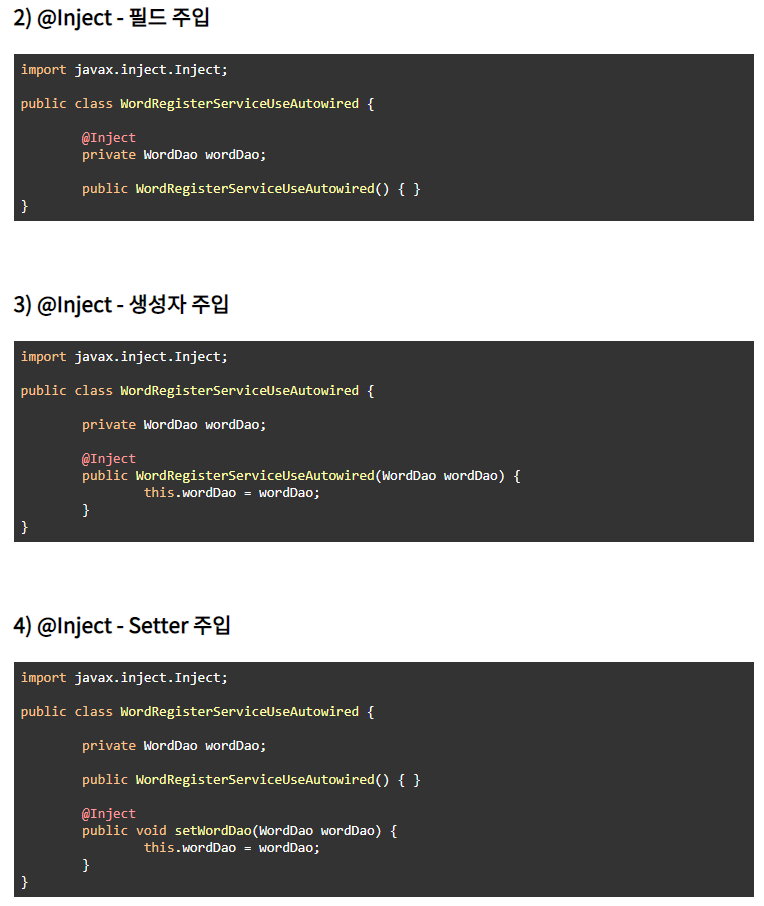 2) @Inject - 필드 주입
import javax.inject.Inject;
public class WordRegisterServiceUseAutowired {
@Inject
private WordDao wordDao;
public WordRegisterServiceUseAutowired() { }
}
3) @Inject - 생성자 주입
import javax.inject.Inject;
public class WordRegisterServiceUseAutowired {
private WordDao wordDao;
@Inject
public WordRegisterServiceUseAutowired(WordDao wordDao) {
this.wordDao = wordDao;
}
}
4) @Inject - Setter 주입
import javax.inject.Inject;
public class WordRegisterServiceUseAutowired {
private WordDao wordDao;
public WordRegisterServiceUseAutowired() { }
@Inject
public void setWordDao(WordDao wordDao) {
this.wordDao = wordDao;
}
}